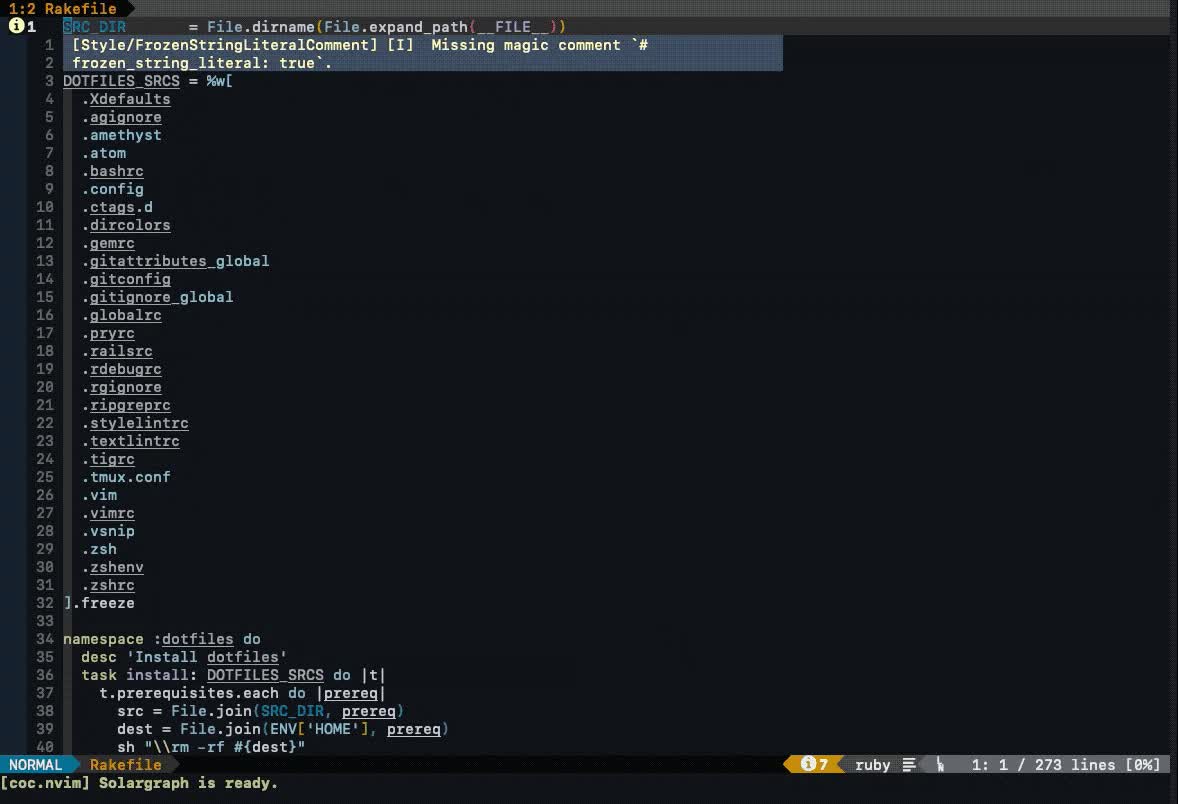 1:2 Rakefile
1 SRC_DIR       = File.dirname(File.expand_path(__FILE__))
1 [Style/FrozenStringLiteralComment] [I]  Missing magic comment `#
2 frozen_string_literal: true`.
3 DOTFILES_SRCS = %w[
4   .Xdefaults
5   .agignore
6   .amethyst
7   .atom
8   .bashrc
9   .config
10   .ctags.d
11   .dircolors
12   .gemrc
13   .gitattributes_global
14   .gitconfig
15   .gitignore_global
16   .globalrc
17   .pryrc
18   .railsrc
19   .rdebugrc
20   .rgignore
21   .ripgreprc
22   .stylelintrc
23   .textlintrc
24   .tigrc
25   .tmux.conf
26   .vim
27   .vimrc
28   .vsnip
29   .zsh
30   .zshenv
31   .zshrc
32 ].freeze
33
34 namespace :dotfiles do
35   desc 'Install dotfiles'
36   task install: DOTFILES_SRCS do |t|
37     t.prerequisites.each do |prereq|
38       src = File.join(SRC_DIR, prereq)
39       dest = File.join(ENV['HOME'], prereq)
40       sh "\\rm -rf #{dest}"
NORMAL Rakefile 7 ruby 1: 1 / 273 lines [0%]
[coc.nvim] Solargraph is ready.